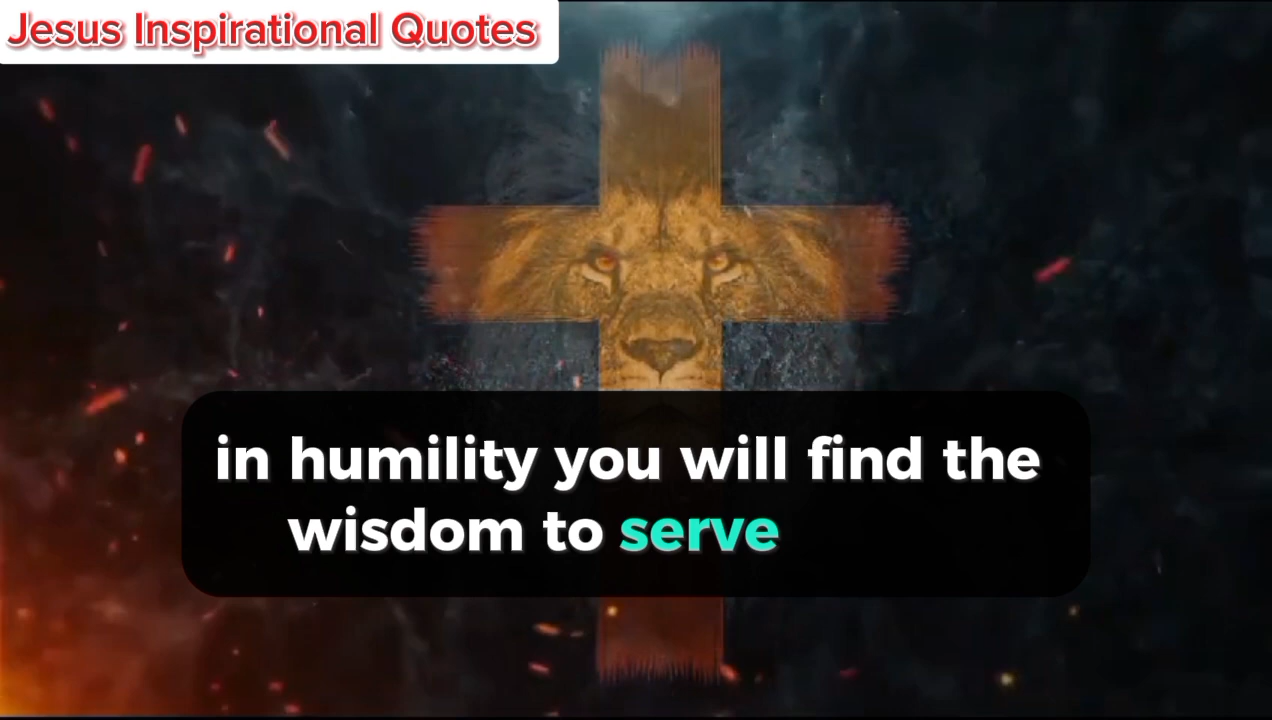 Jesus Inspirational Quotes
in humility you will find the
wisdom to serve